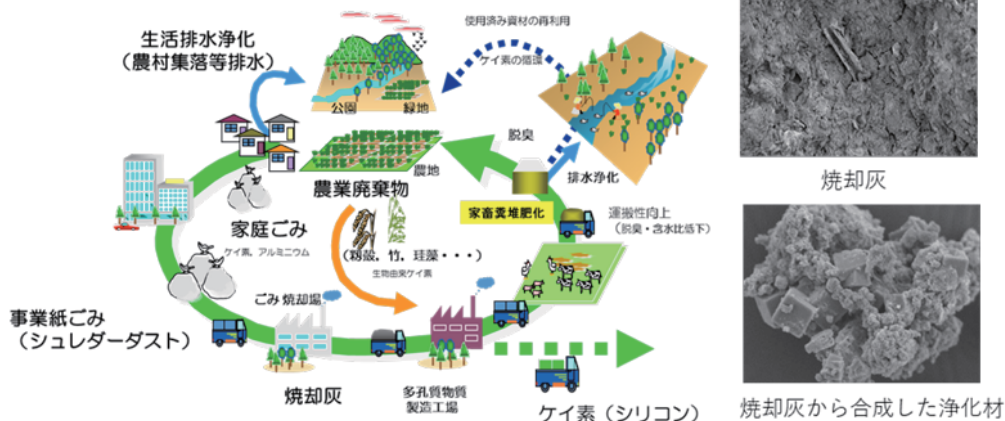 使用済み資材の再利用
ケイ素の循環
生活排水浄化
（農村集落等排水）
公園
緑地
脱臭
農地
農業廃棄物
排水浄化
家畜糞堆肥化
運搬性向上
（脱臭・含水比低下）
家庭ごみ
ケイ素，アルミニウム
（籾殻，竹，珪藻・・・）
生物由来ケイ素
ごみ焼却場
事業紙ごみ
（シュレダーダスト）
焼却灰
多孔質物質
製造工場
ケイ素（シリコン）
焼却灰
焼却灰から合成した浄化材